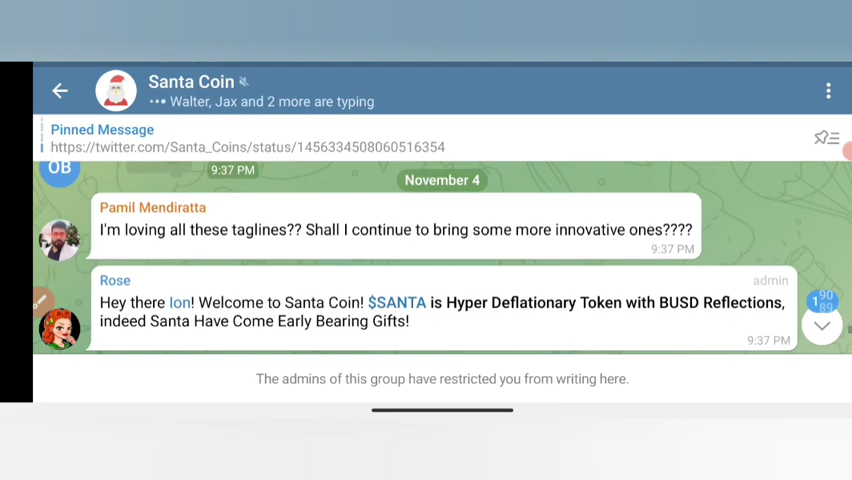 Santa Coin
Walter, Jax and 2 more are typing
Pinned Message
https://twitter.com/Santa_Coins/status/1456334508060516354
OB
9:37 PM
November 4
Pamil Mendiratta
I'm loving all these taglines?? Shall I continue to bring some more innovative ones????
9:37 PM
Rose admin
Hey there Ion! Welcome to Santa Coin! $SANTA is Hyper Deflationary Token with BUSD Reflections,
indeed Santa Have Come Early Bearing Gifts!
9:37 PM
The admins of this group have restricted you from writing here.